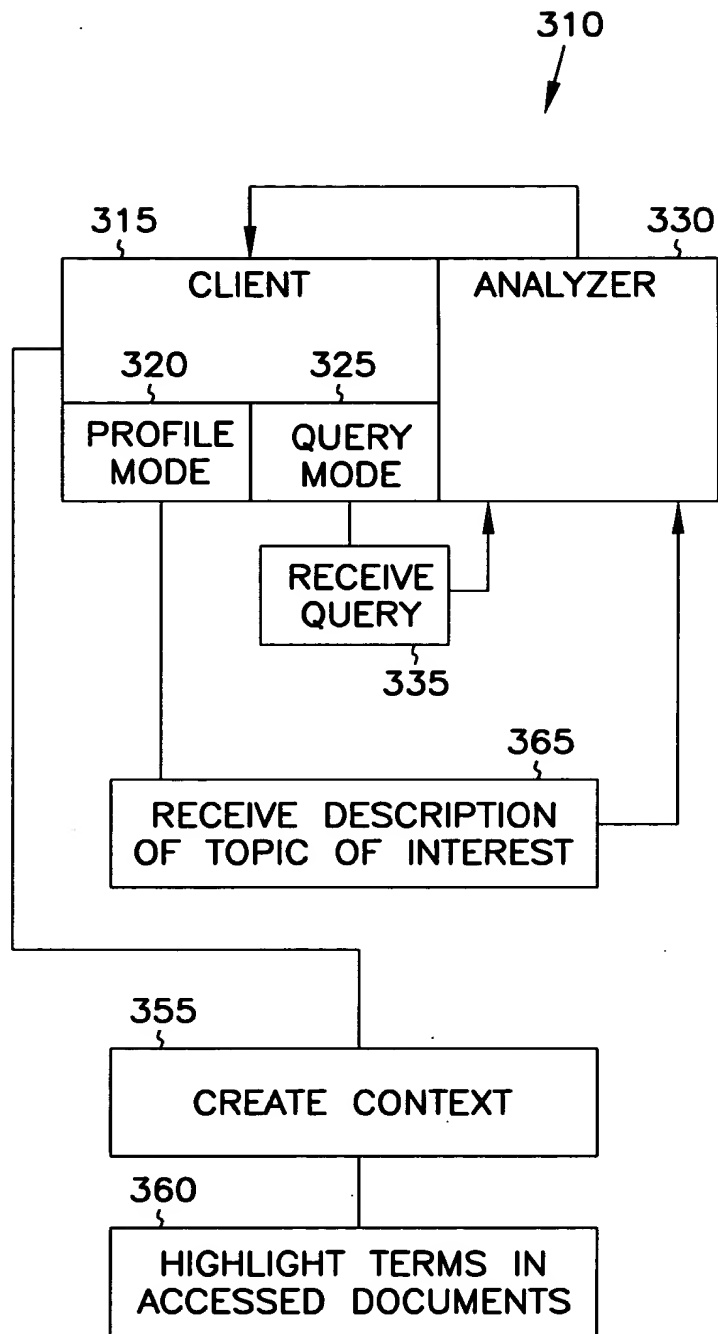 310
315
330
CLIENT
ANALYZER
320
325
PROFILE
MODE
QUERY
MODE
RECEIVE
QUERY
335
365
RECEIVE DESCRIPTION
OF TOPIC OF INTEREST
355
CREATE CONTEXT
360
HIGHLIGHT TERMS IN
ACCESSED DOCUMENTS